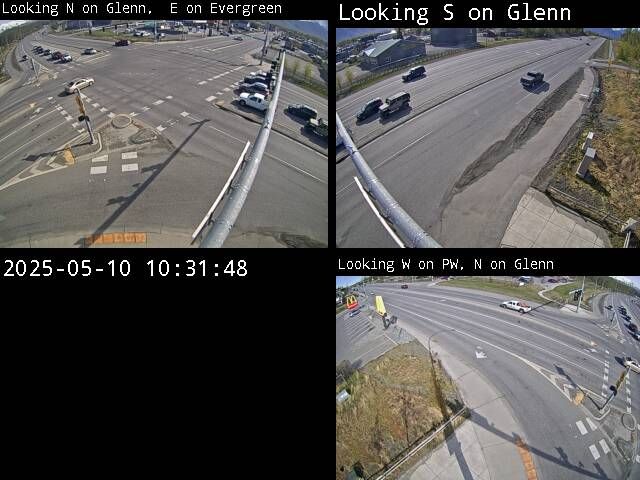 Looking N on Glenn,  E on Evergreen
Looking S on Glenn
2025-05-10 10:31:48
Looking W on PW, N on Glenn